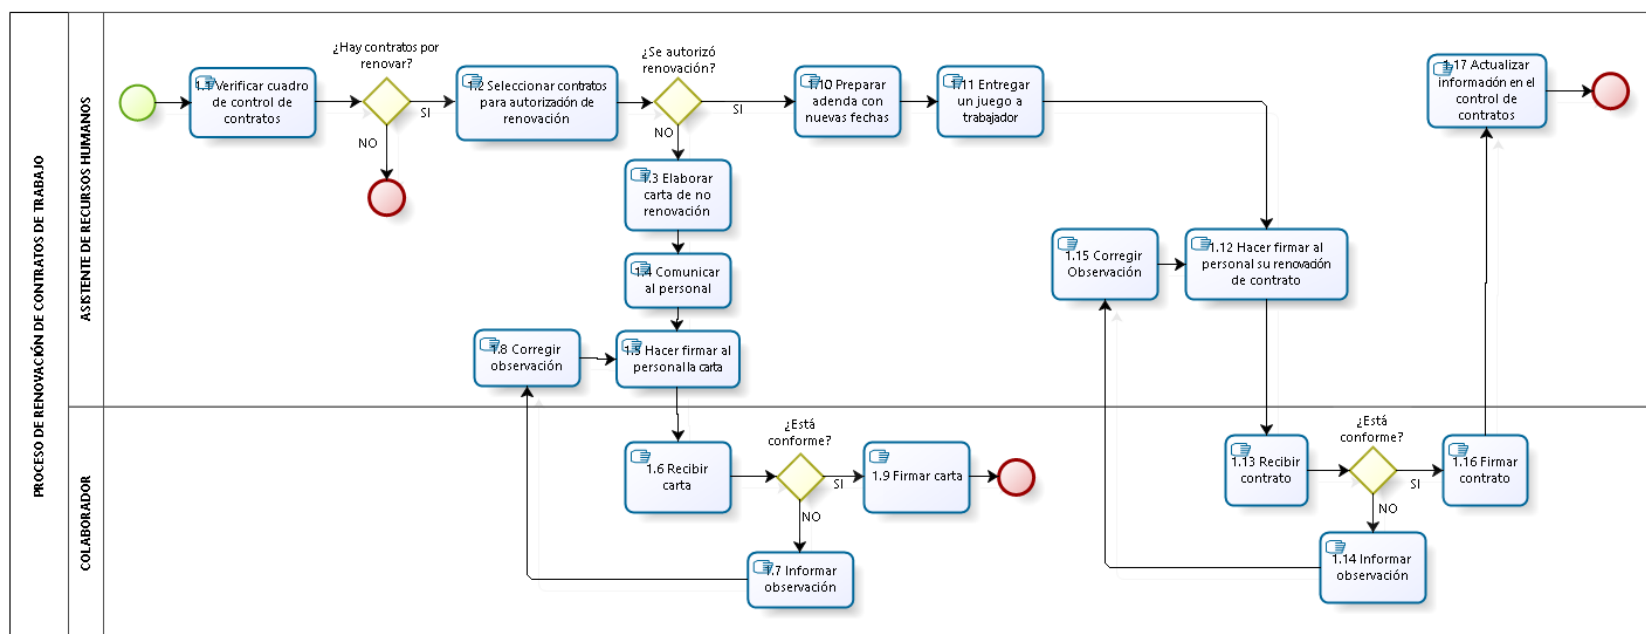 PROCESO DE RENOVACIÓN DE CONTRATOS DE TRABAJO
ASISTENTE DE RECURSOS HUMANOS
¿Hay contratos por
renovar?
¿Se autorizó
renovación?
1.1 Verificar cuadro
de control de
contratos
SI
NO
1.2 Seleccionar contratos
para autorización de
renovación
SI
NO
1.10 Preparar
adenda con
nuevas fechas
1.11 Entregar
un juego a
trabajador
1.17 Actualizar
información en el
control de
contratos
1.3 Elaborar
carta de no
renovación
1.4 Comunicar
al personal
1.15 Corregir
Observación
1.12 Hacer firmar al
personal su renovación
de contrato
1.8 Corregir
observación
1.5 Hacer firmar al
personal la carta
COLABORADOR
1.6 Recibir
carta
¿Está
conforme?
SI
NO
1.9 Firmar carta
1.7 Informar
observación
1.13 Recibir
contrato
¿Está
conforme?
SI
NO
1.16 Firmar
contrato
1.14 Informar
observación